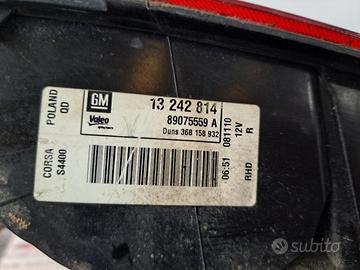 POLAND
OD
GM
Valeo
13 242 814
89075559 A
Duns 368 158 932
CORSA
S4400
06:51 081110
12V R
RHD
subito